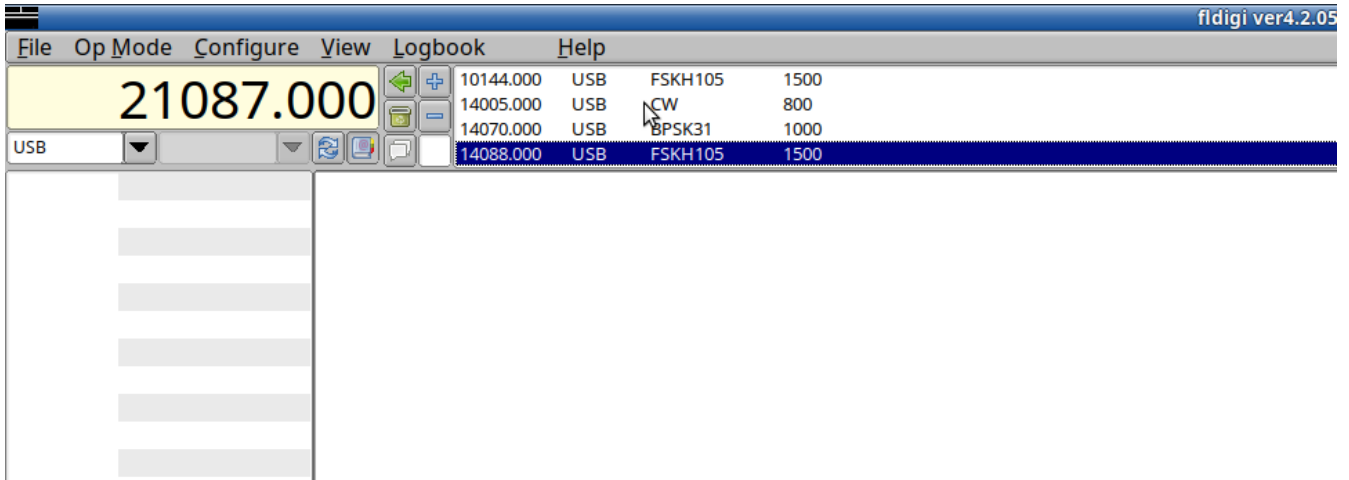 fldigi ver4.2.05
File Op Mode Configure View Logbook Help
21087.000
USB
10144.000 USB FSKH105 1500
14005.000 USB CW 800
14070.000 USB BPSK31 1000
14088.000 USB FSKH105 1500